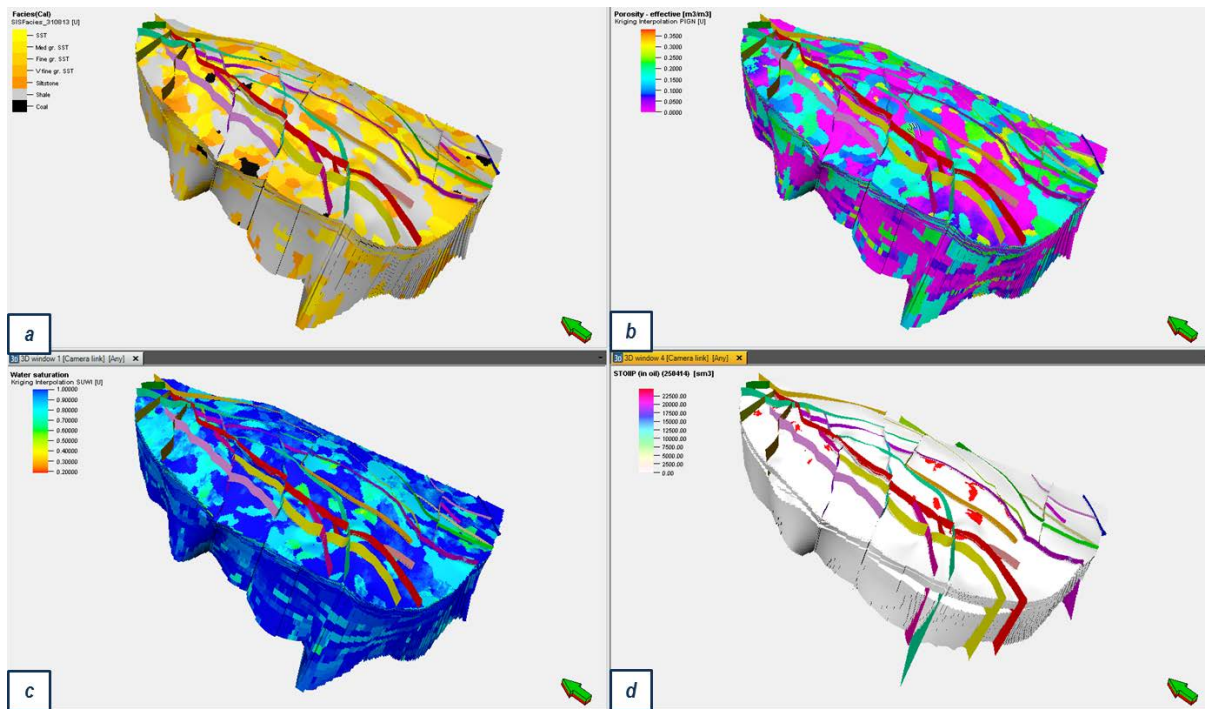 Facies(Cal)
SISFacies_310813 [U]
SST
Med gr. SST
Fine gr. SST
V fine gr. SST
Siltstone
Shale
Coal
a
Porosity - effective [m3/m3]
Kriging Interpolation PIGN [U]
0.3500
0.3000
0.2500
0.2000
0.1500
0.1000
0.0500
0.0000
b
3D window 1 [Camera link] [Any]
Water saturation
Kriging Interpolation SUWI [U]
1.00000
0.90000
0.80000
0.70000
0.60000
0.50000
0.40000
0.30000
0.20000
c
3D window 4 [Camera link] [Any]
STOIIP (in oil) (250414) [sm3]
22500.00
20000.00
17500.00
15000.00
12500.00
10000.00
7500.00
5000.00
2500.00
0.00
d